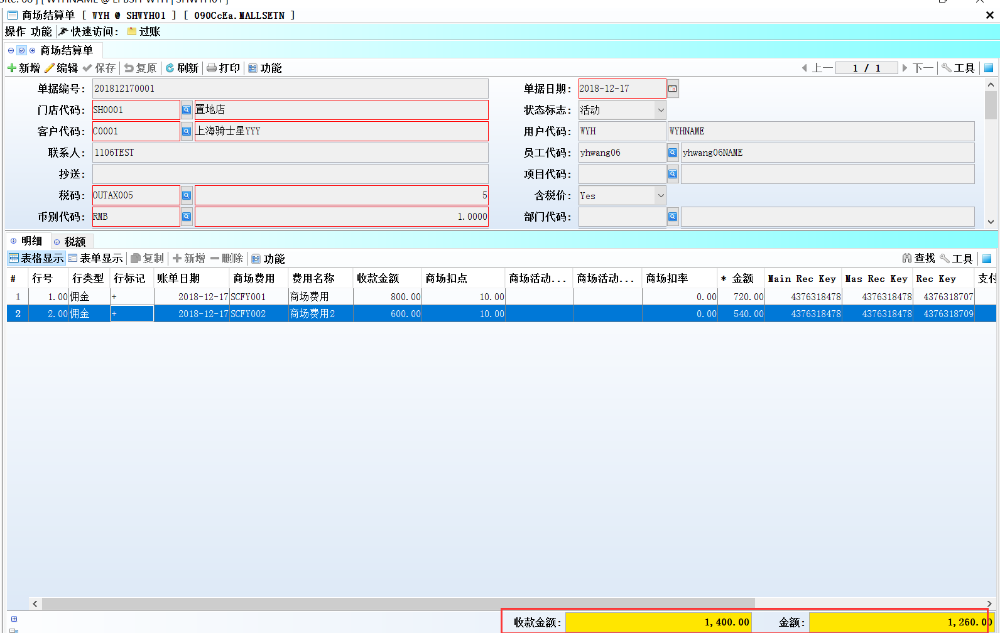 Site: 08 ] [ WYHNAME @ EPBSH WYH | SHWYH01 ]
商场结算单 [ WYH @ SHWYH01 ] [ 090CcEa.MALLSETN ]
操作 功能 快速访问: 过账
商场结算单
新增 编辑 保存 复原 刷新 打印 功能 上一 1 / 1 下一 工具
单据编号: 201812170001 单据日期: 2018-12-17
门店代码: SH0001 置地店 状态标志: 活动
客户代码: C0001 上海骑士星YYY 用户代码: WYH WYHNAME
联系人: 1106TEST 员工代码: yhwang06 yhwang06NAME
抄送: 项目代码:
税码: OUTAX005 5 含税价: Yes
币别代码: RMB 1.0000 部门代码:
明细 税额
表格显示 表单显示 复制 新增 删除 功能 查找 工具
# 行号 行类型 行标记 账单日期 商场费用 费用名称 收款金额 商场扣点 商场活动... 商场活动... 商场扣率 * 金额 Main Rec Key Mas Rec Key Rec Key 支付
1 1.00 佣金 + 2018-12-17 SCFY001 商场费用 800.00 10.00 0.00 720.00 4376318478 4376318478 4376318707
2 2.00 佣金 + 2018-12-17 SCFY002 商场费用2 600.00 10.00 0.00 540.00 4376318478 4376318478 4376318709
收款金额: 1,400.00 金额: 1,260.00